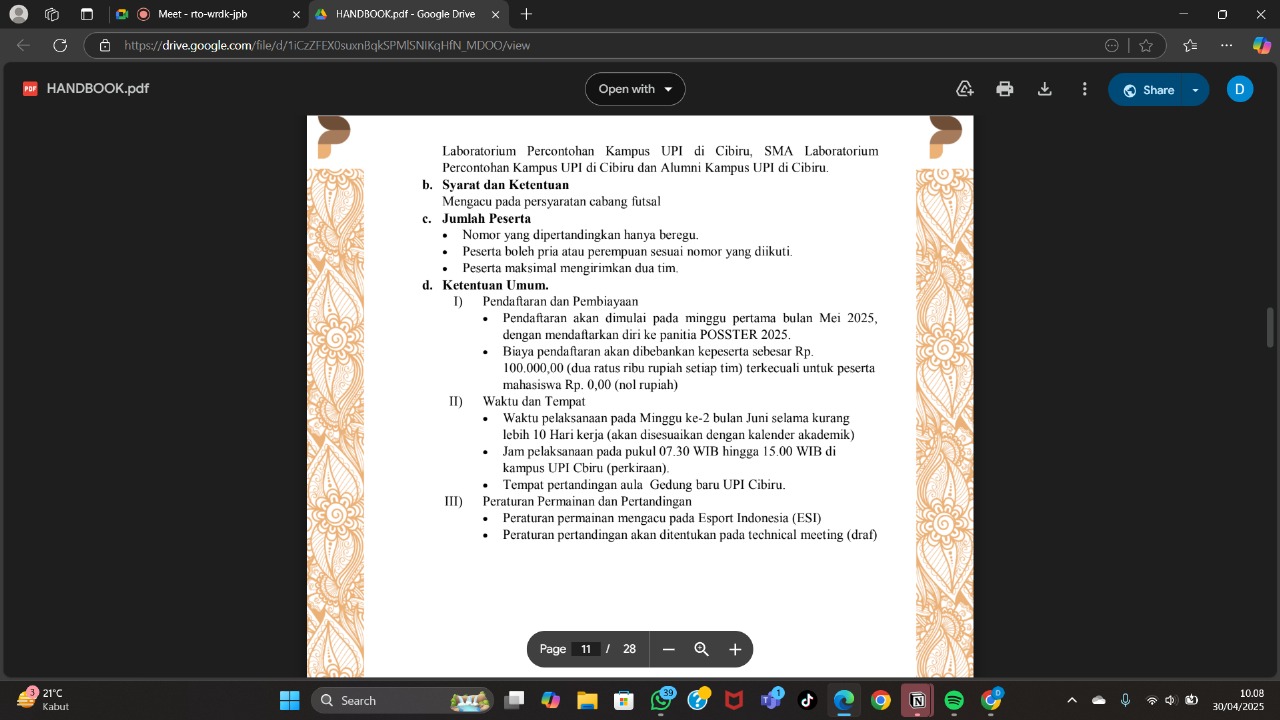 Meet - rto-wrdk-jpb
HANDBOOK.pdf - Google Drive
https://drive.google.com/file/d/1iCzZFEX0suxnBqkSPMlSNIKqHfN_MDOO/view
PDF HANDBOOK.pdf
Open with
Share
D
Laboratorium Percontohan Kampus UPI di Cibiru, SMA Laboratorium
Percontohan Kampus UPI di Cibiru dan Alumni Kampus UPI di Cibiru.
b. Syarat dan Ketentuan
Mengacu pada persyaratan cabang futsal
c. Jumlah Peserta
• Nomor yang dipertandingkan hanya beregu.
• Peserta boleh pria atau perempuan sesuai nomor yang diikuti.
• Peserta maksimal mengirimkan dua tim.
d. Ketentuan Umum.
I) Pendaftaran dan Pembiayaan
• Pendaftaran akan dimulai pada minggu pertama bulan Mei 2025,
dengan mendaftarkan diri ke panitia POSSTER 2025.
• Biaya pendaftaran akan dibebankan kepeserta sebesar Rp.
100.000,00 (dua ratus ribu rupiah setiap tim) terkecuali untuk peserta
mahasiswa Rp. 0,00 (nol rupiah)
II) Waktu dan Tempat
• Waktu pelaksanaan pada Minggu ke-2 bulan Juni selama kurang
lebih 10 Hari kerja (akan disesuaikan dengan kalender akademik)
• Jam pelaksanaan pada pukul 07.30 WIB hingga 15.00 WIB di
kampus UPI Cbiru (perkiraan).
• Tempat pertandingan aula Gedung baru UPI Cibiru.
III) Peraturan Permainan dan Pertandingan
• Peraturan permainan mengacu pada Esport Indonesia (ESI)
• Peraturan pertandingan akan ditentukan pada technical meeting (draf)
Page 11 / 28
3
21°C
Kabut
Search
39
1
0
10.08
30/04/2025